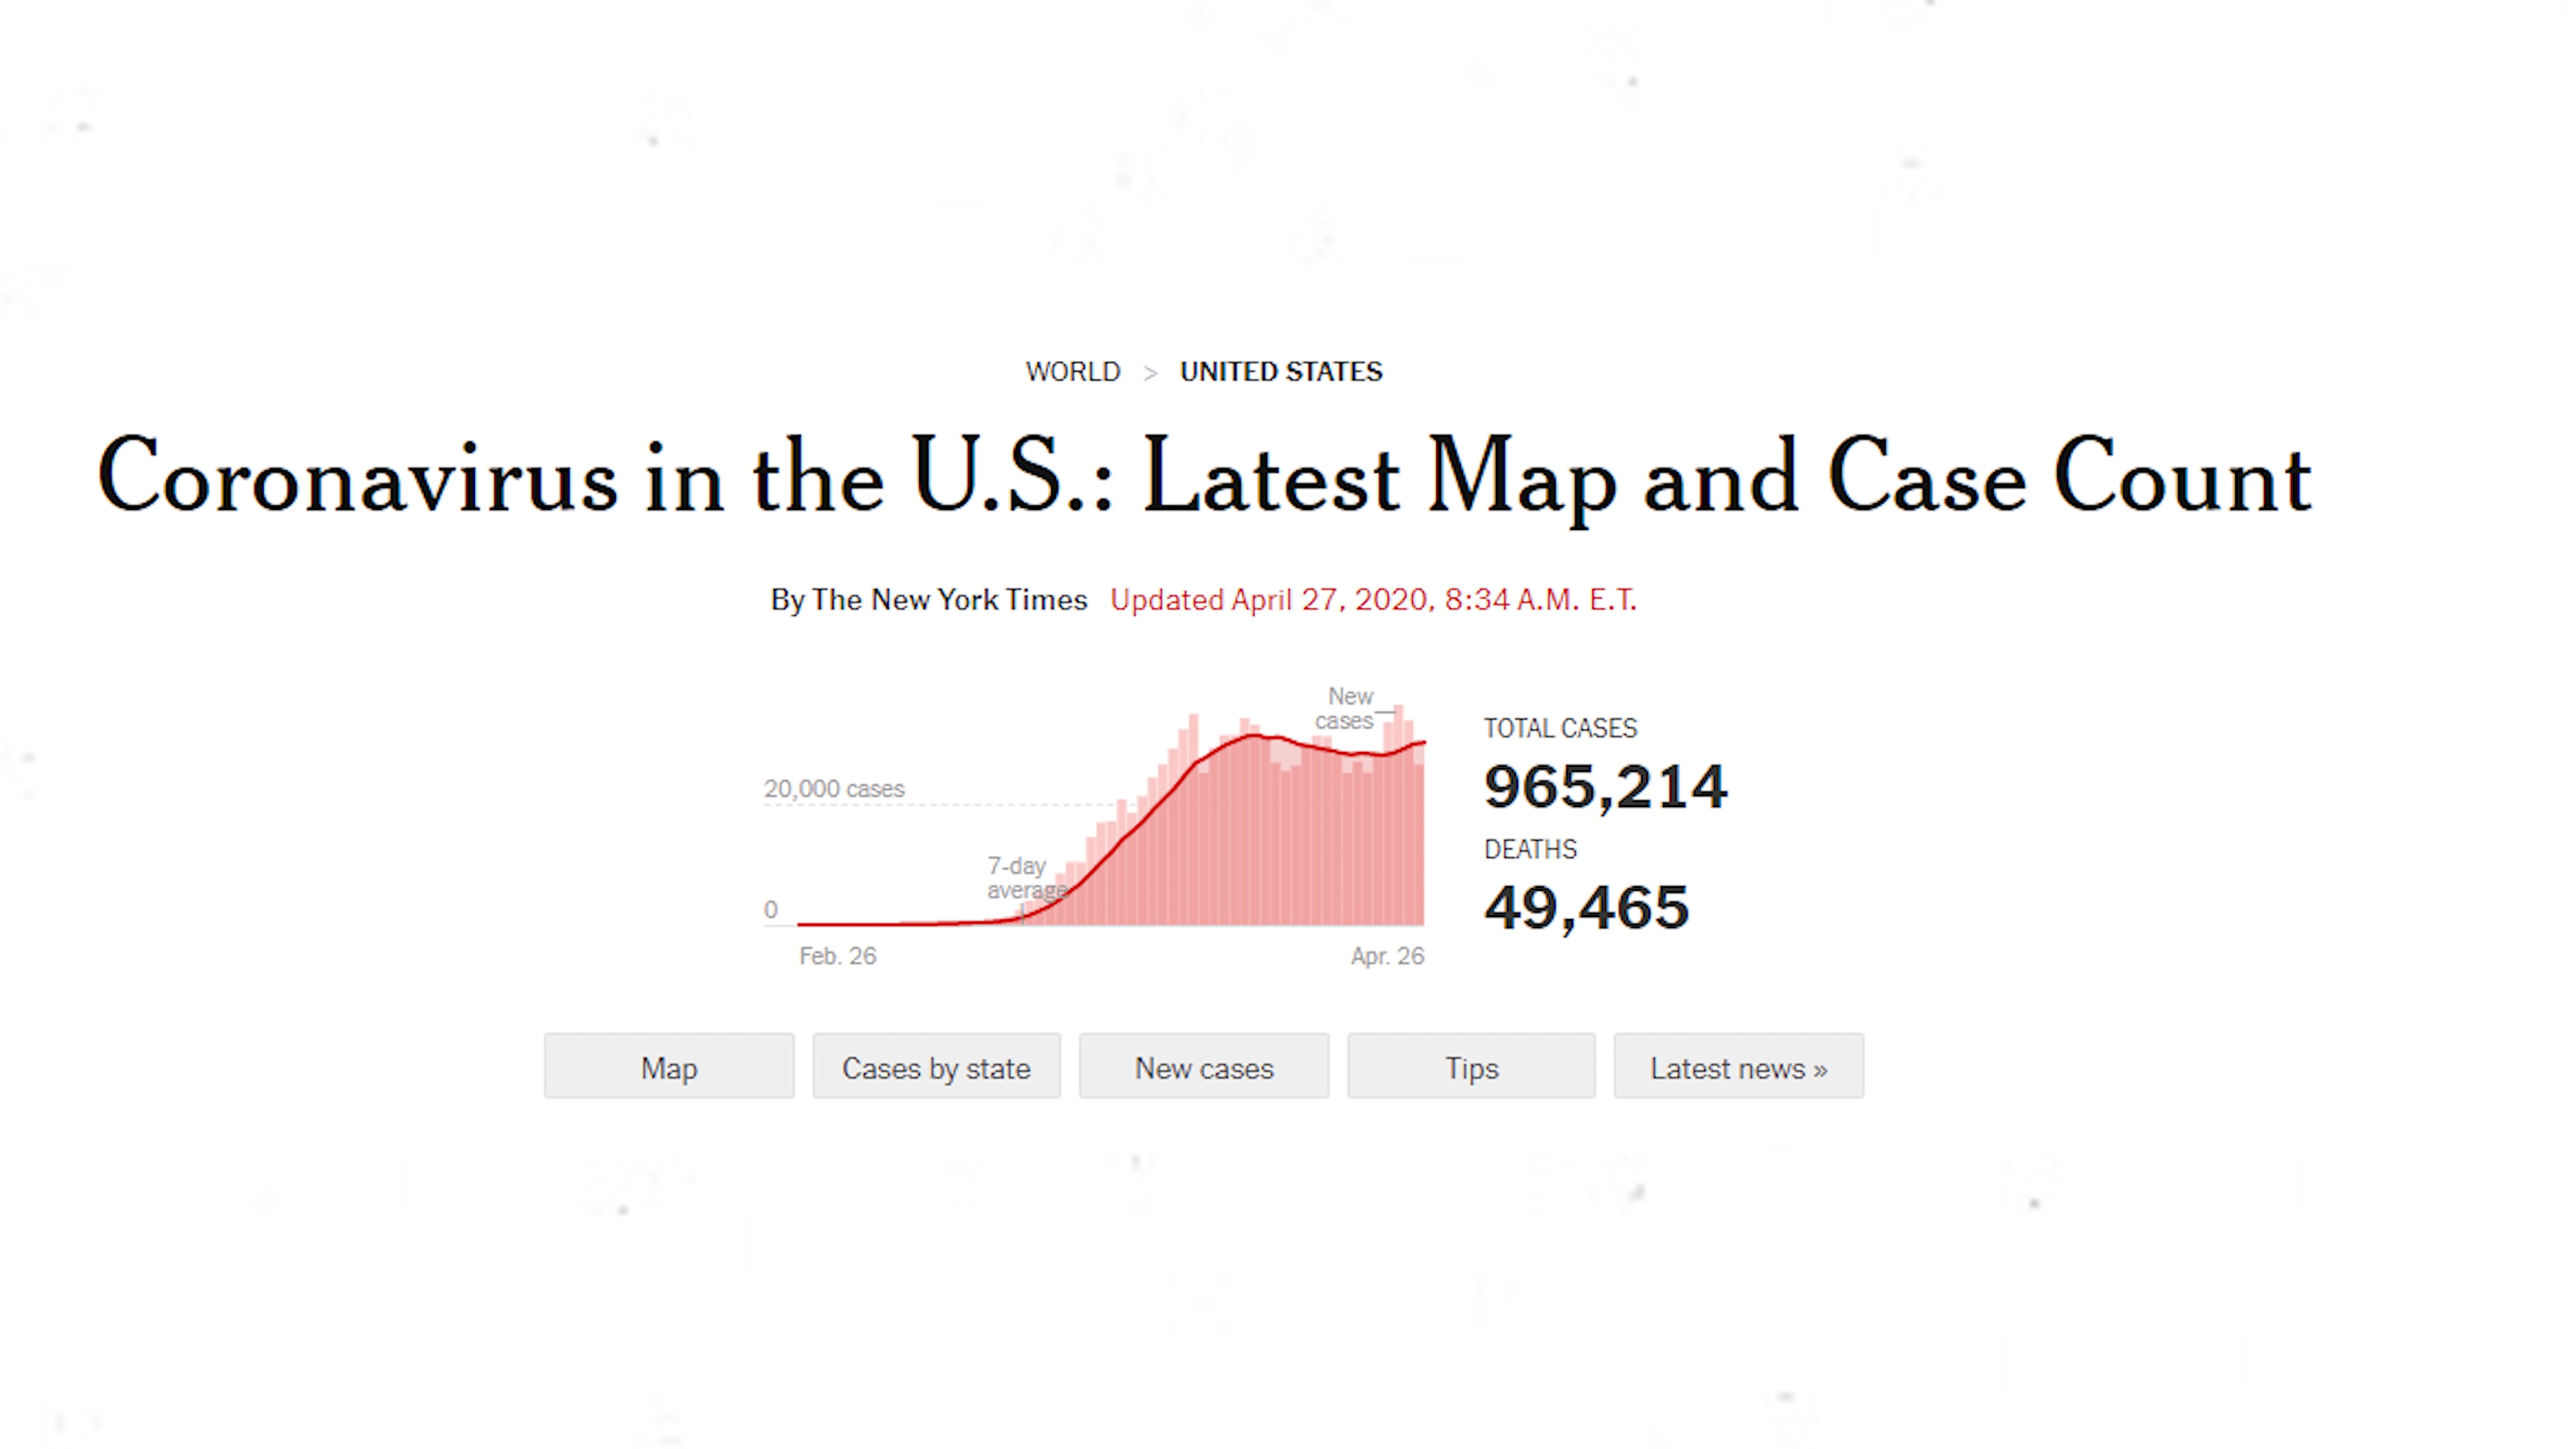 WORLD > UNITED STATES
Coronavirus in the U.S.: Latest Map and Case Count
By The New York Times Updated April 27, 2020, 8:34 A.M. E.T.
New
cases
TOTAL CASES
965,214
20,000 cases
DEATHS
49,465
7-day
average
0
Feb. 26
Apr. 26
Map
Cases by state
New cases
Tips
Latest news »